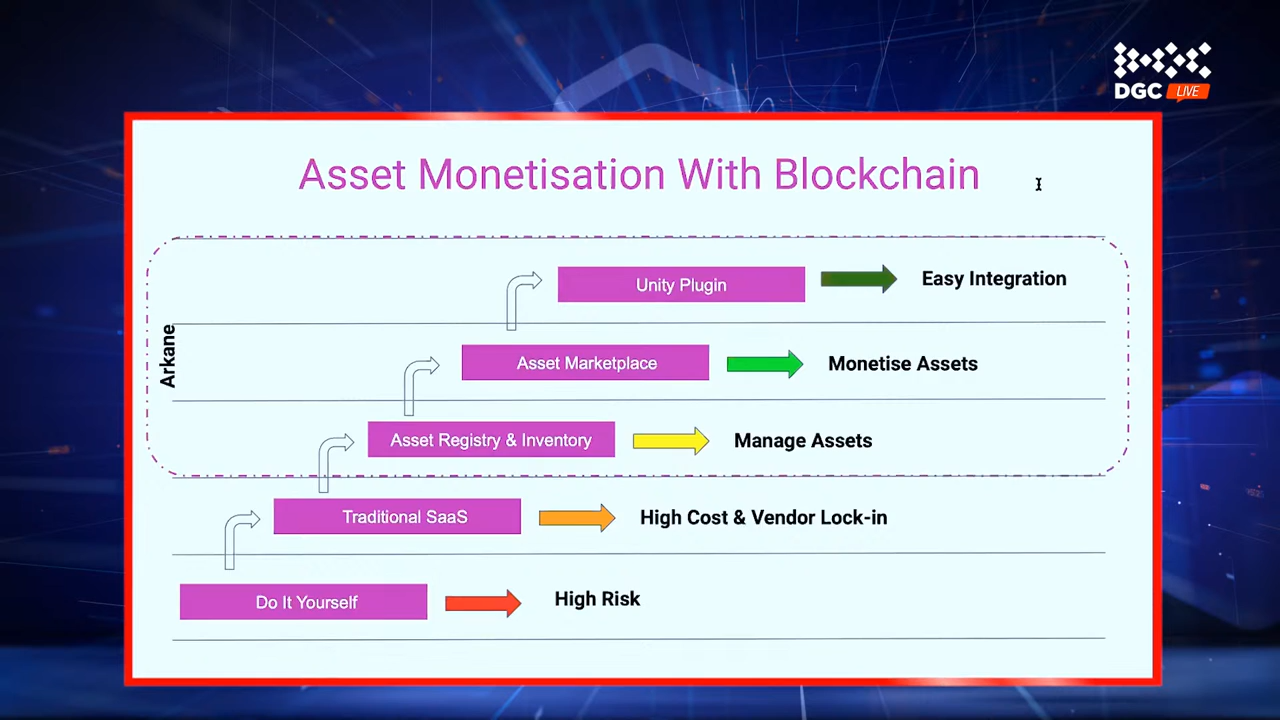 DGC LIVE
Asset Monetisation With Blockchain
Arkane
Unity Plugin
Easy Integration
Asset Marketplace
Monetise Assets
Asset Registry & Inventory
Manage Assets
Traditional SaaS
High Cost & Vendor Lock-in
Do It Yourself
High Risk